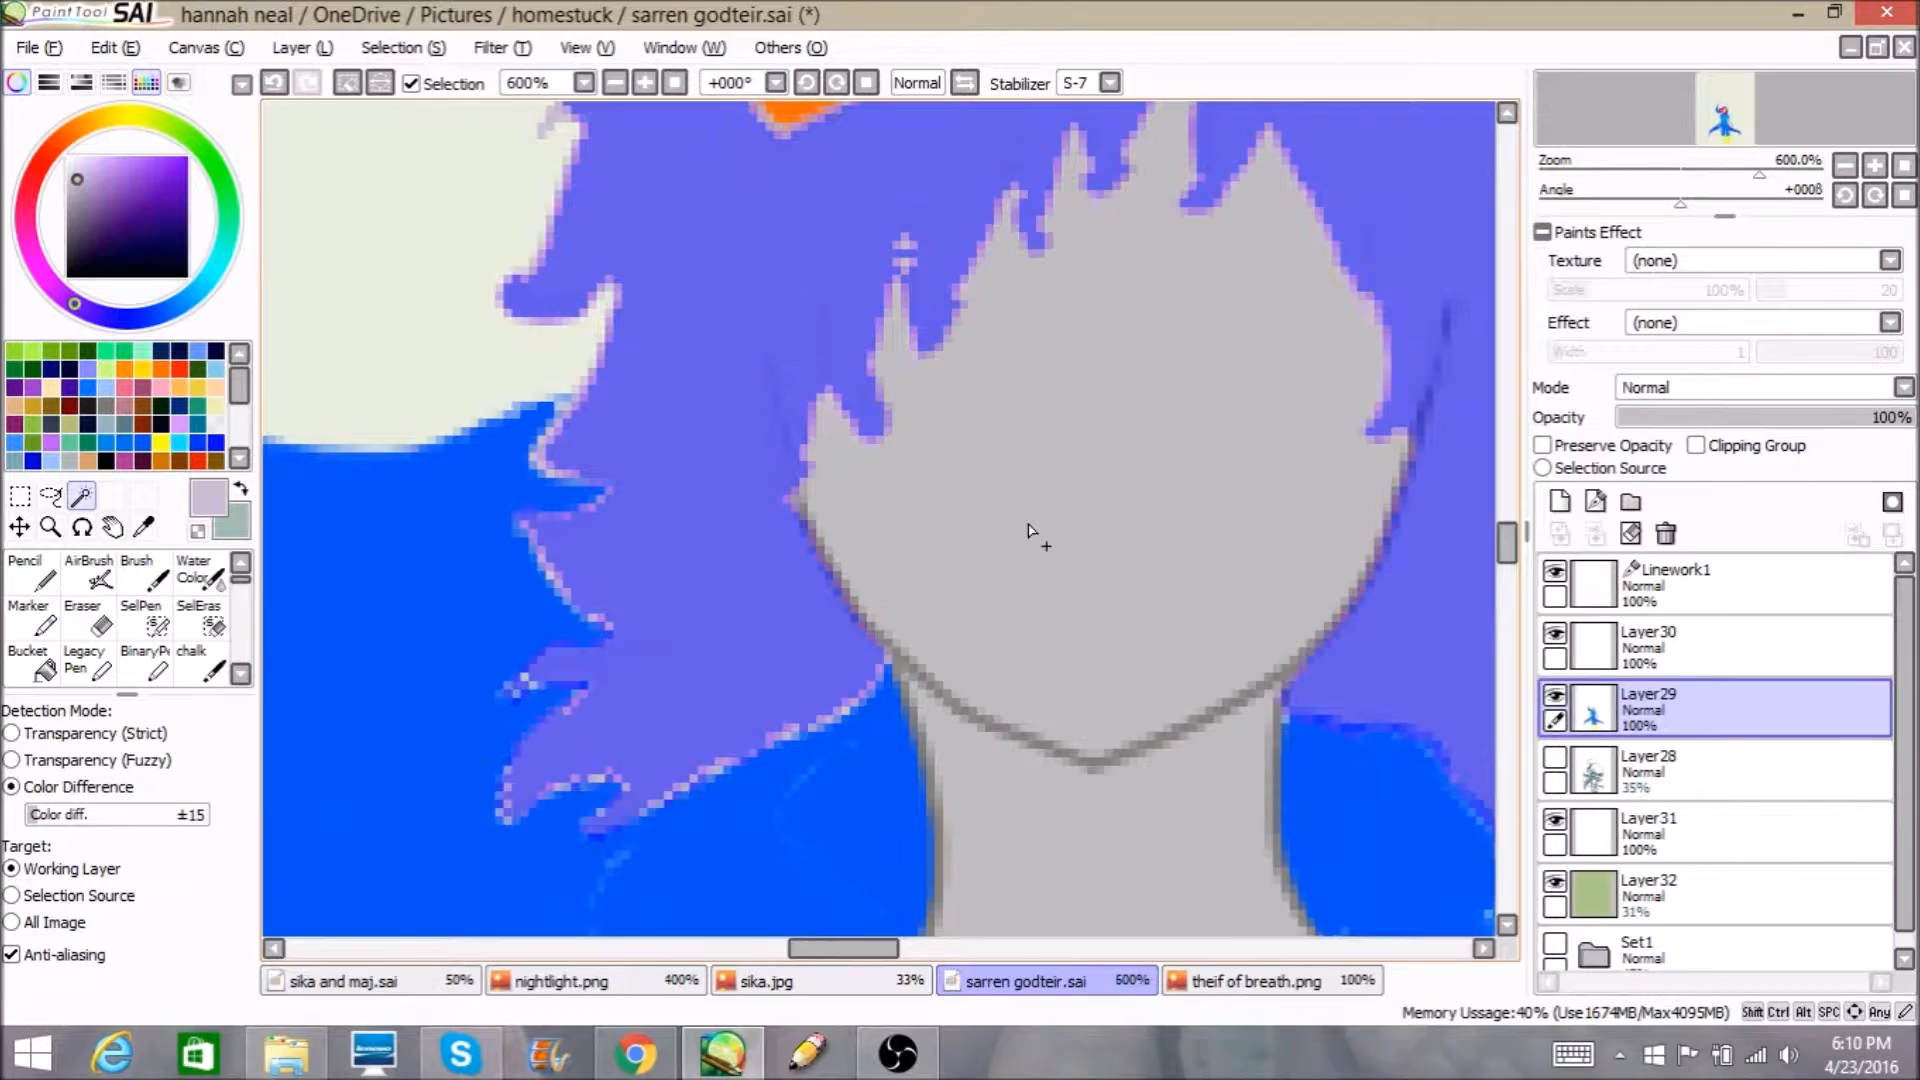 PaintTool SAI hannah neal / OneDrive / Pictures / homestuck / sarren godteir.sai (*)
File (F) Edit (E) Canvas (C) Layer (L) Selection (S) Filter (T) View (V) Window (W) Others (O)
Selection 600% +000° Normal Stabilizer S-7
Zoom 600.0%
Angle +000ß
Paints Effect
Texture (none)
Scale 100% 20
Effect (none)
Width 1 100
Mode Normal
Opacity 100%
Preserve Opacity Clipping Group
Selection Source
Pencil AirBrush Brush Water Color
Marker Eraser SelPen SelEras
Bucket Legacy Pen BinaryPe chalk
Detection Mode:
Transparency (Strict)
Transparency (Fuzzy)
Color Difference
Color diff. ±15
Target:
Working Layer
Selection Source
All Image
Anti-aliasing
Linework1
Normal
100%
Layer30
Normal
100%
Layer29
Normal
100%
Layer28
Normal
35%
Layer31
Normal
100%
Layer32
Normal
31%
Set1
Normal
sika and maj.sai 50% nightlight.png 400% sika.jpg 33% sarren godteir.sai 600% theif of breath.png 100%
Memory Ussage:40% (Use1674MB/Max4095MB) Shift Ctrl Alt SPC Any
6:10 PM
4/23/2016